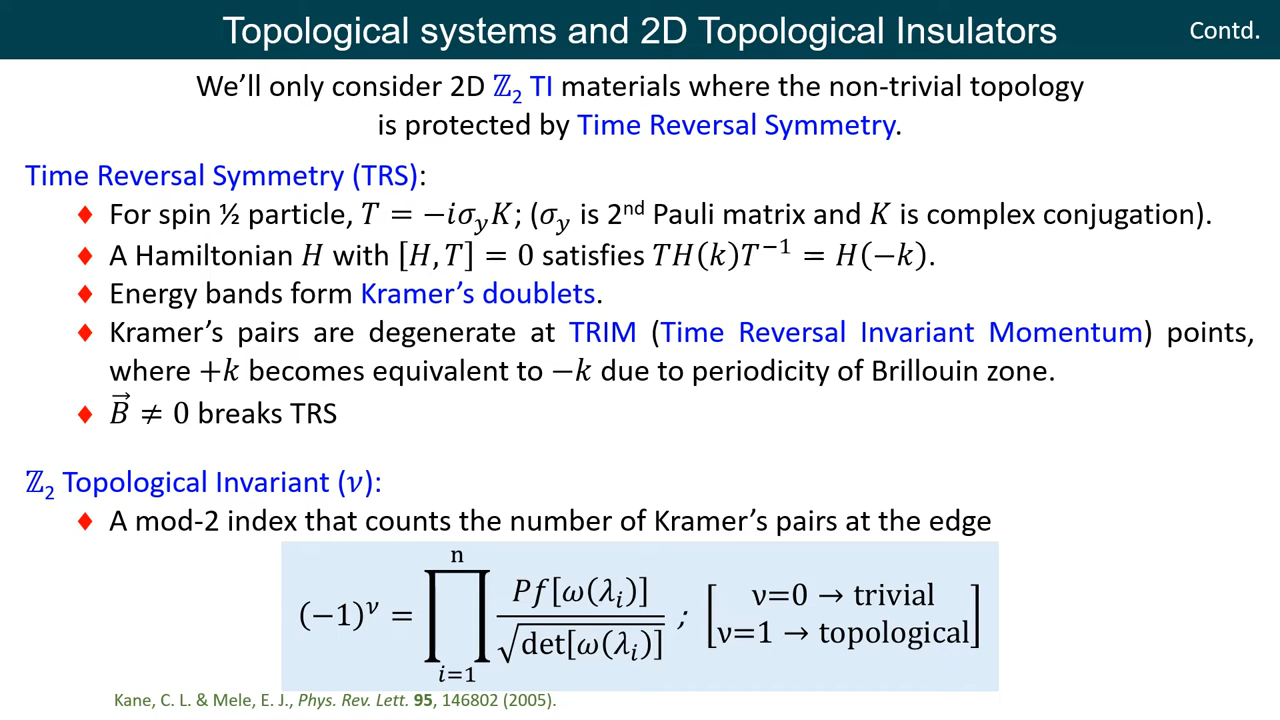 Topological systems and 2D Topological Insulators
Contd.
We’ll only consider 2D ℤ₂ TI materials where the non-trivial topology
is protected by Time Reversal Symmetry.
Time Reversal Symmetry (TRS):
♦ For spin ½ particle, T = −iσ_yK; (σ_y is 2ⁿᵈ Pauli matrix and K is complex conjugation).
♦ A Hamiltonian H with [H, T] = 0 satisfies TH(k)T⁻¹ = H(−k).
♦ Energy bands form Kramer’s doublets.
♦ Kramer’s pairs are degenerate at TRIM (Time Reversal Invariant Momentum) points,
where +k becomes equivalent to −k due to periodicity of Brillouin zone.
♦ B⃗ ≠ 0 breaks TRS
ℤ₂ Topological Invariant (ν):
♦ A mod-2 index that counts the number of Kramer’s pairs at the edge
(−1)^ν = ∏_{i=1}^{n} Pf[ω(λᵢ)] / √det[ω(λᵢ)] ; [ν=0 → trivial
ν=1 → topological]
Kane, C. L. & Mele, E. J., Phys. Rev. Lett. 95, 146802 (2005).